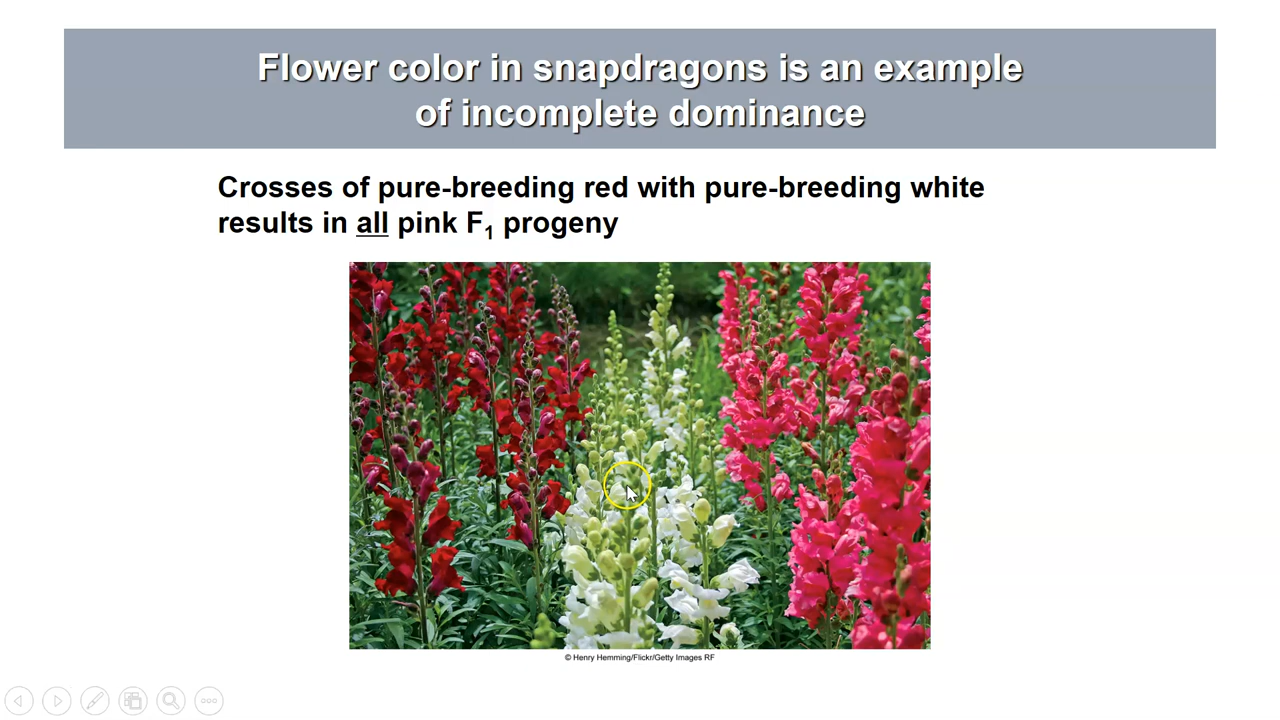 Flower color in snapdragons is an example
of incomplete dominance
Crosses of pure-breeding red with pure-breeding white
results in all pink F₁ progeny
© Henry Hemming/Flickr/Getty Images RF